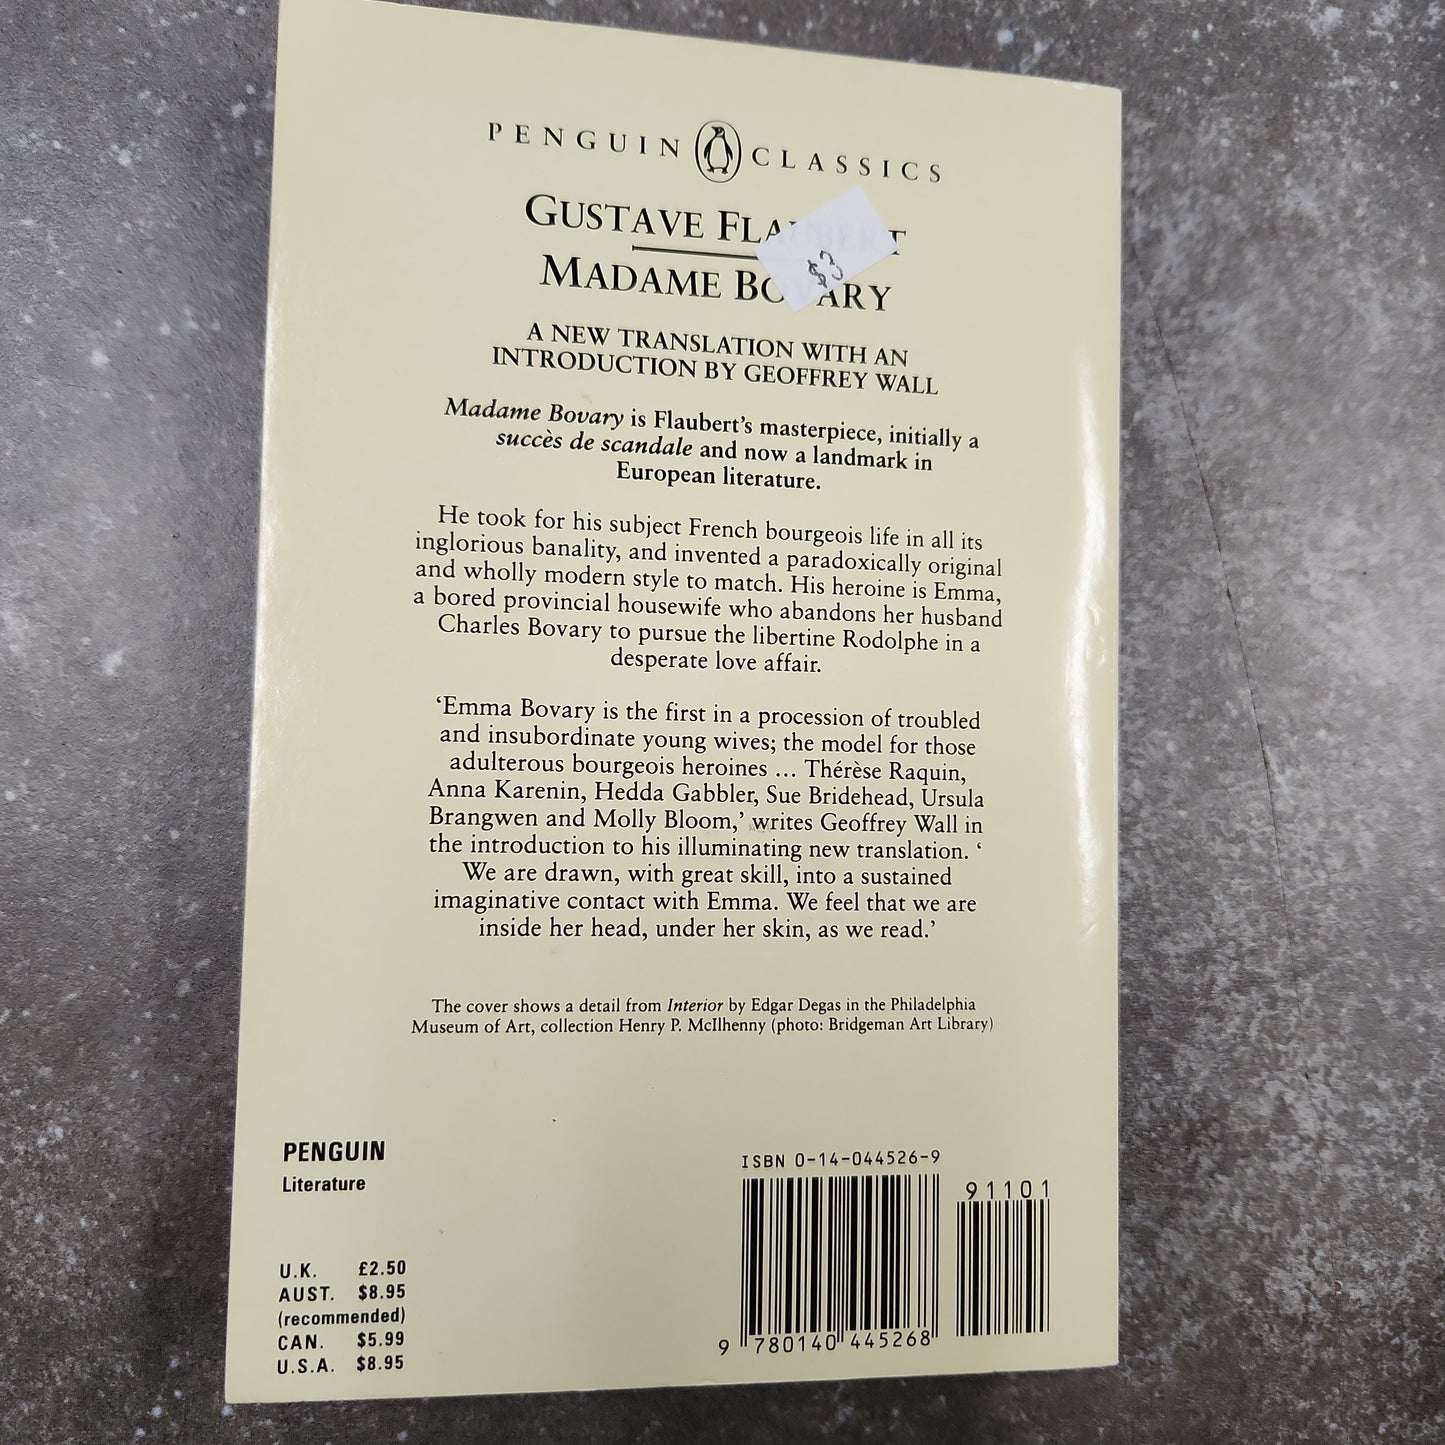 PENGUIN CLASSICS
GUSTAVE FLAUBERT
$3
MADAME BOVARY
A NEW TRANSLATION WITH AN
INTRODUCTION BY GEOFFREY WALL
Madame Bovary is Flaubert's masterpiece, initially a
succès de scandale and now a landmark in
European literature.
He took for his subject French bourgeois life in all its
inglorious banality, and invented a paradoxically original
and wholly modern style to match. His heroine is Emma,
a bored provincial housewife who abandons her husband
Charles Bovary to pursue the libertine Rodolphe in a
desperate love affair.
‘Emma Bovary is the first in a procession of troubled
and insubordinate young wives; the model for those
adulterous bourgeois heroines … Thérèse Raquin,
Anna Karenin, Hedda Gabbler, Sue Bridehead, Ursula
Brangwen and Molly Bloom,’ writes Geoffrey Wall in
the introduction to his illuminating new translation. ‘
We are drawn, with great skill, into a sustained
imaginative contact with Emma. We feel that we are
inside her head, under her skin, as we read.’
The cover shows a detail from Interior by Edgar Degas in the Philadelphia
Museum of Art, collection Henry P. McIlhenny (photo: Bridgeman Art Library)
PENGUIN
Literature
U.K. £2.50
AUST. $8.95
(recommended)
CAN. $5.99
U.S.A. $8.95
ISBN 0-14-044526-9
91101
9 780140 445268